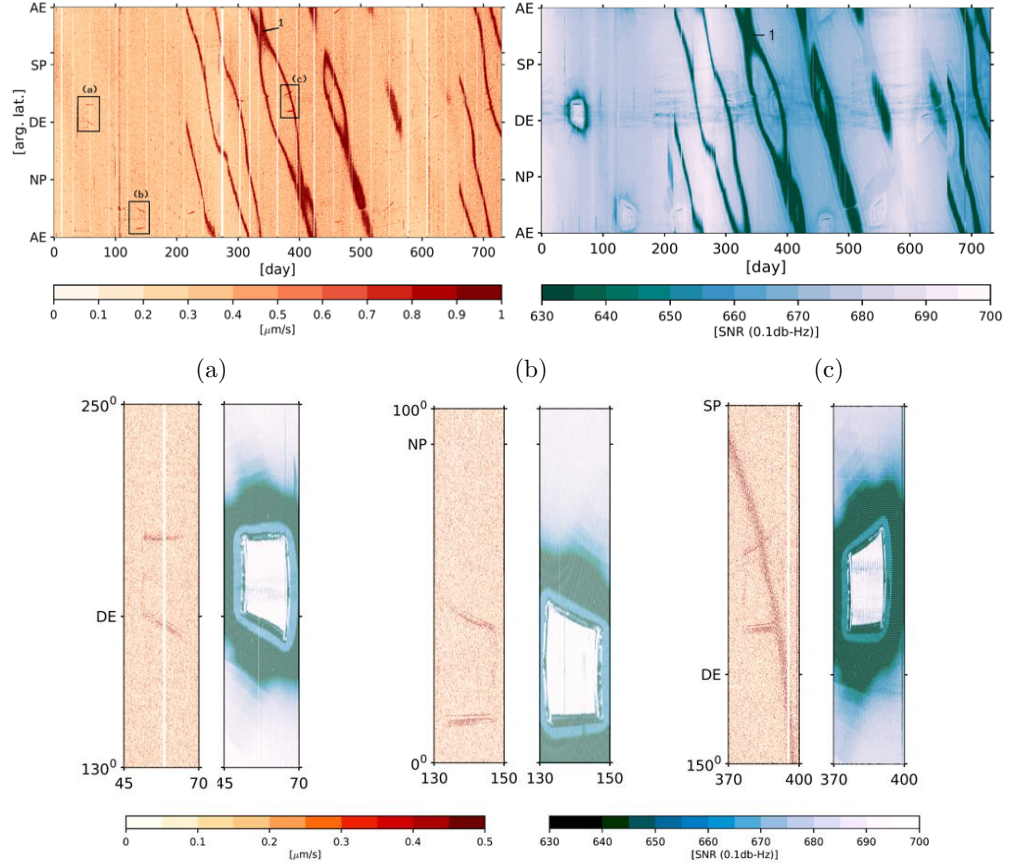 AE
SP
DE
NP
AE
[arg. lat.]
(a)
(b)
(c)
1
0 100 200 300 400 500 600 700
[day]
0 0.1 0.2 0.3 0.4 0.5 0.6 0.7 0.8 0.9 1
[μm/s]
AE
SP
DE
NP
AE
1
0 100 200 300 400 500 600 700
[day]
630 640 650 660 670 680 690 700
[SNR (0.1db-Hz)]
(a) (b) (c)
250⁰
DE
130⁰
45 70 45 70
100⁰
NP
0⁰
130 150 130 150
SP
DE
150⁰
370 400 370 400
0 0.1 0.2 0.3 0.4 0.5
[μm/s]
630 640 650 660 670 680 690 700
[SNR (0.1db-Hz)]